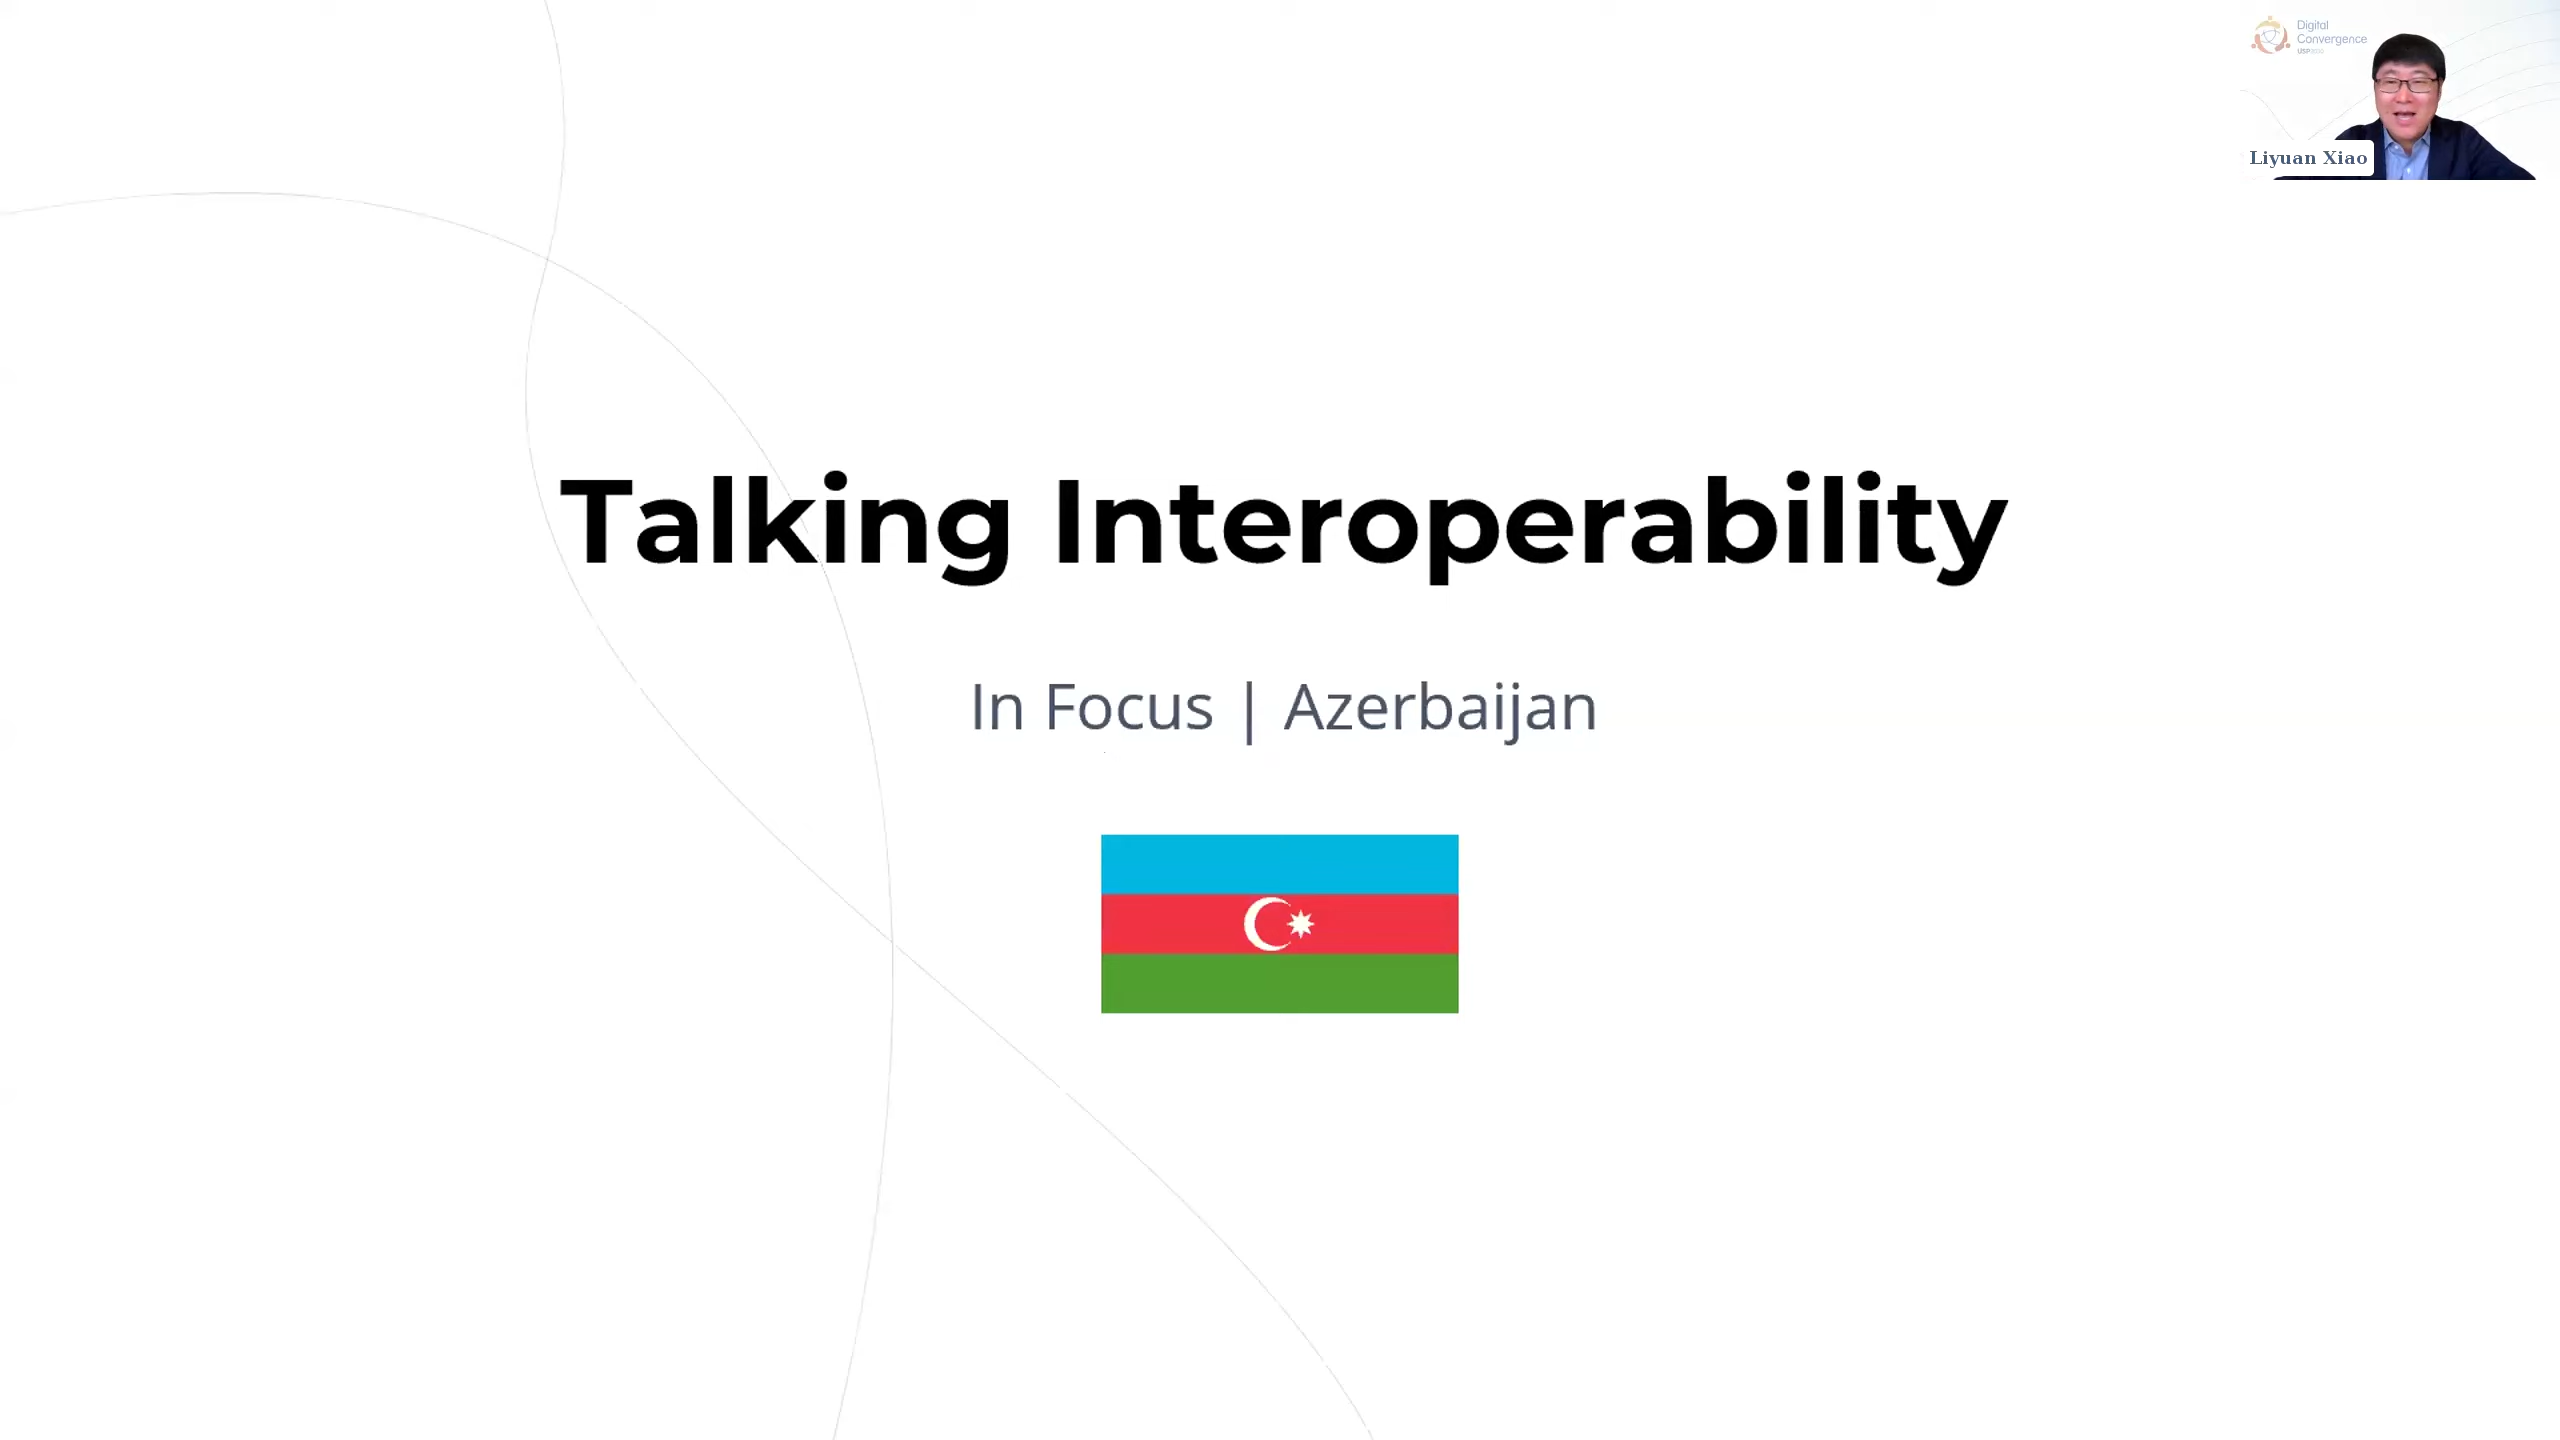 Talking Interoperability
In Focus | Azerbaijan
Digital
Convergence
Liyuan Xiao